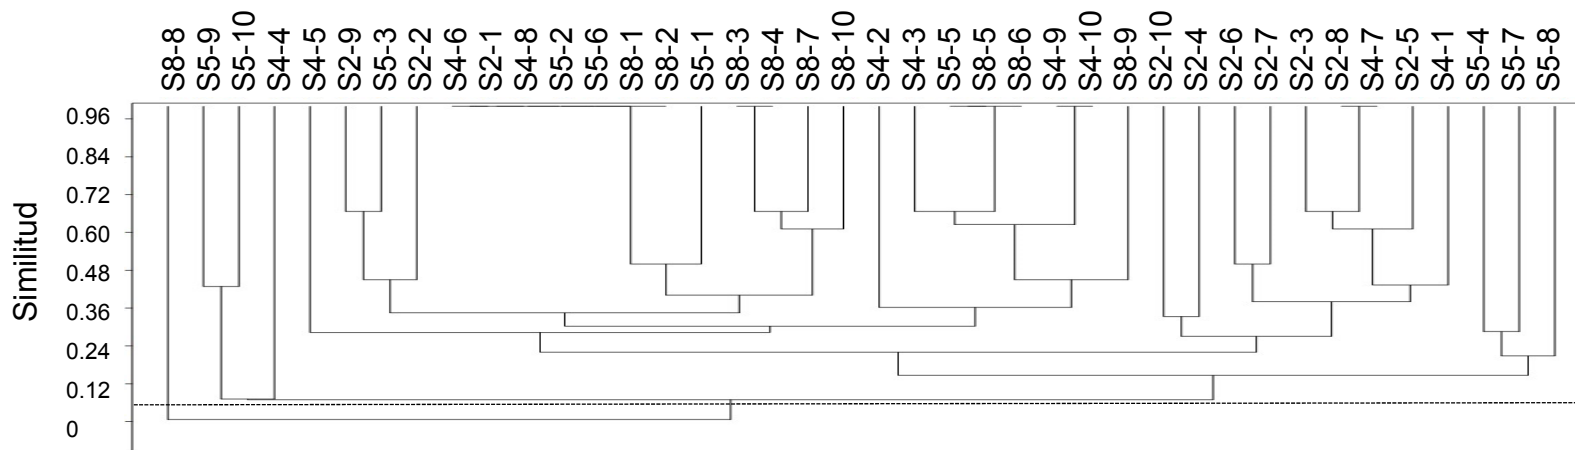 S8-8
S5-9
S5-10
S4-4
S4-5
S2-9
S5-3
S2-2
S4-6
S2-1
S4-8
S5-2
S5-6
S8-1
S8-2
S5-1
S8-3
S8-4
S8-7
S8-10
S4-2
S4-3
S5-5
S8-5
S8-6
S4-9
S4-10
S8-9
S2-10
S2-4
S2-6
S2-7
S2-3
S2-8
S4-7
S2-5
S4-1
S5-4
S5-7
S5-8
0.96
0.84
0.72
0.60
0.48
0.36
0.24
0.12
0
Similitud